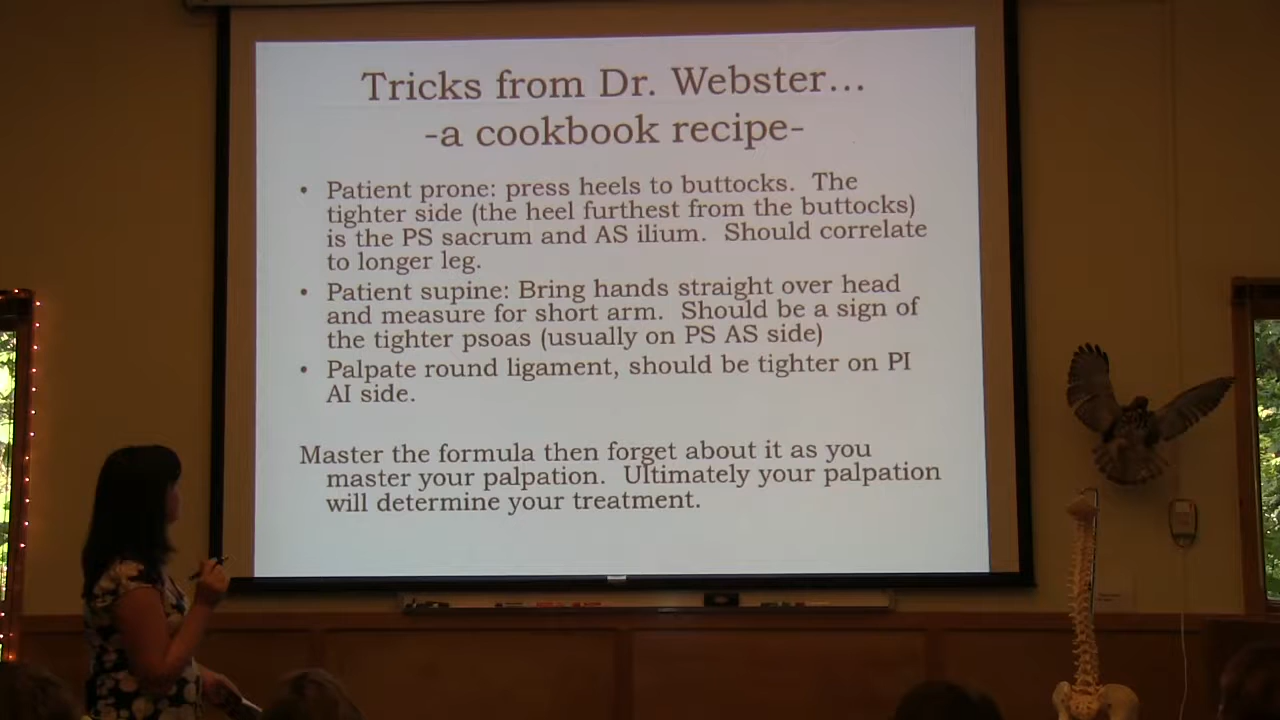 Tricks from Dr. Webster...
-a cookbook recipe-
• Patient prone: press heels to buttocks. The
tighter side (the heel furthest from the buttocks)
is the PS sacrum and AS ilium. Should correlate
to longer leg.
• Patient supine: Bring hands straight over head
and measure for short arm. Should be a sign of
the tighter psoas (usually on PS AS side)
• Palpate round ligament, should be tighter on PI
AI side.
Master the formula then forget about it as you
master your palpation. Ultimately your palpation
will determine your treatment.